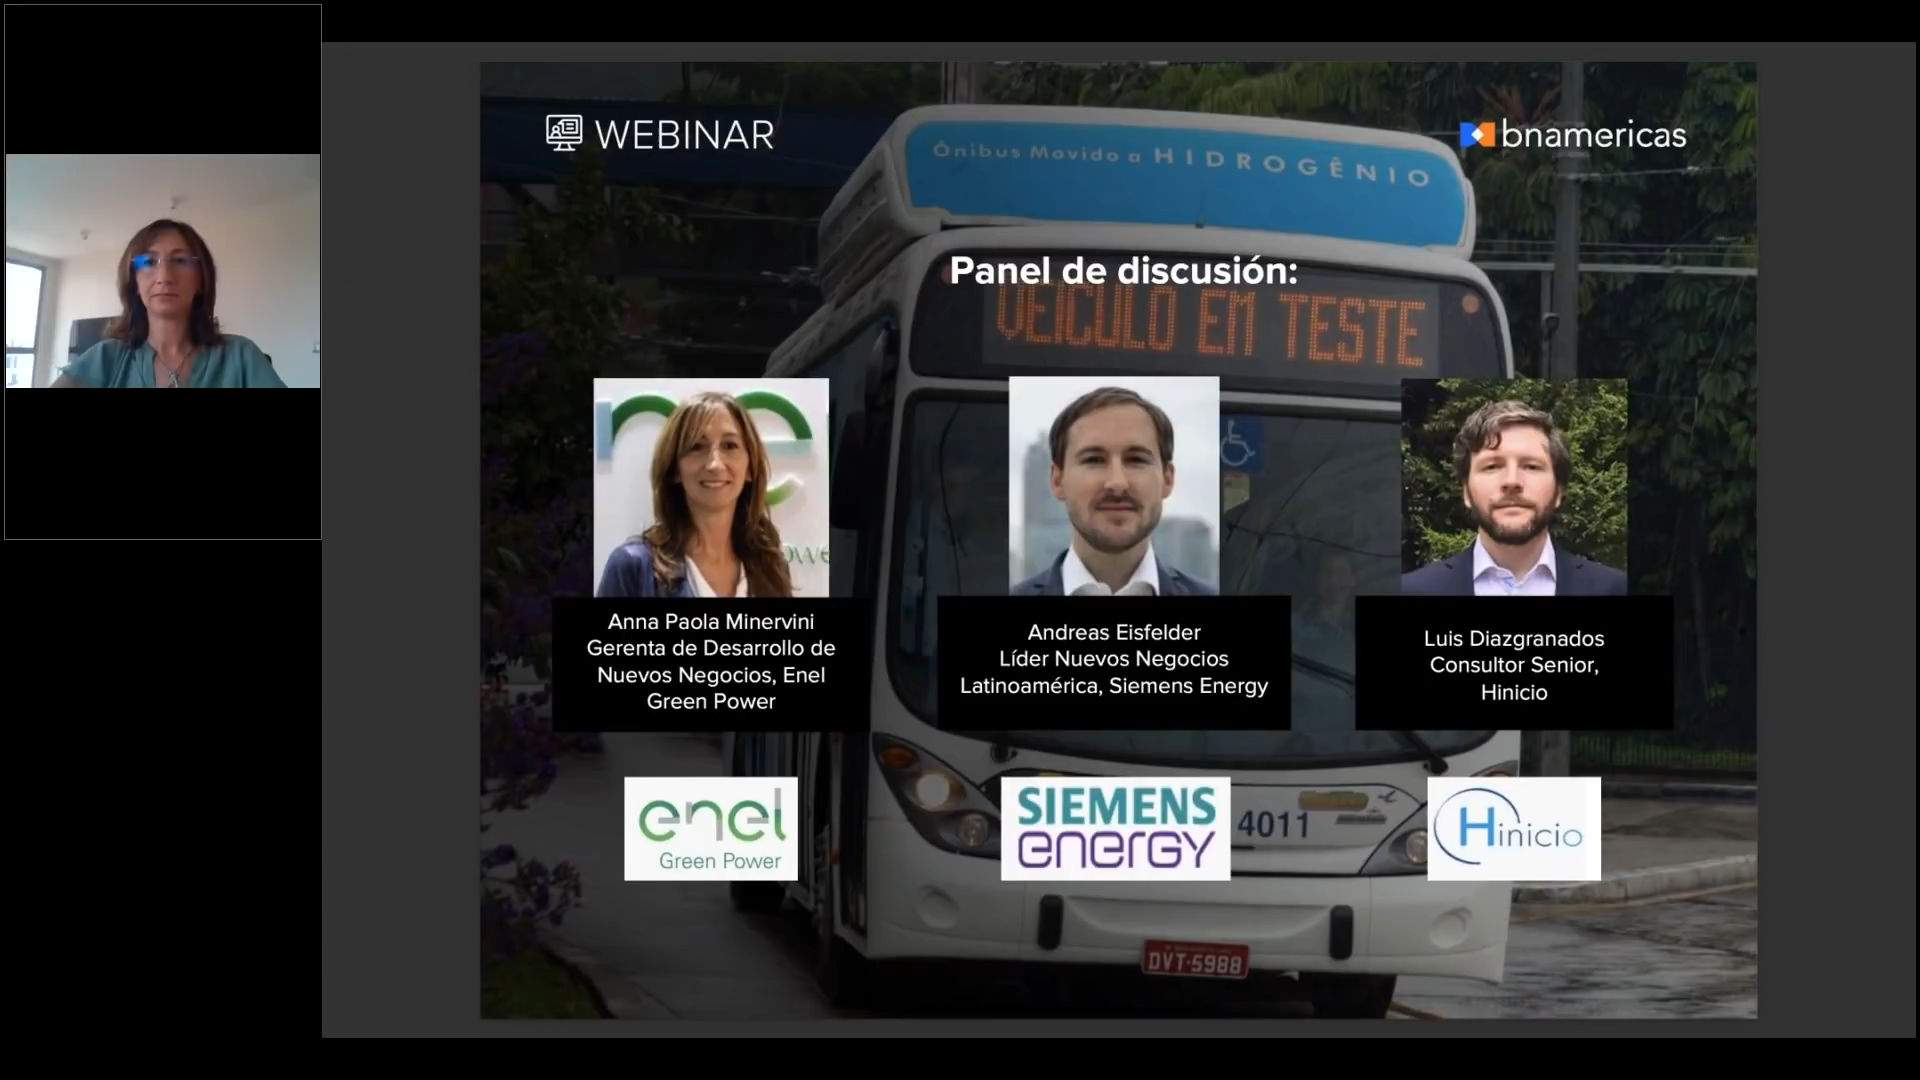 WEBINAR
bnamericas
Ônibus Movido a HIDROGÊNIO
Panel de discusión:
VEICULO EM TESTE
Anna Paola Minervini
Gerenta de Desarrollo de
Nuevos Negocios, Enel
Green Power
Andreas Eisfelder
Líder Nuevos Negocios
Latinoamérica, Siemens Energy
Luis Diazgranados
Consultor Senior,
Hinicio
enel
Green Power
SIEMENS
energy
4011
Hinicio
DVT-5988